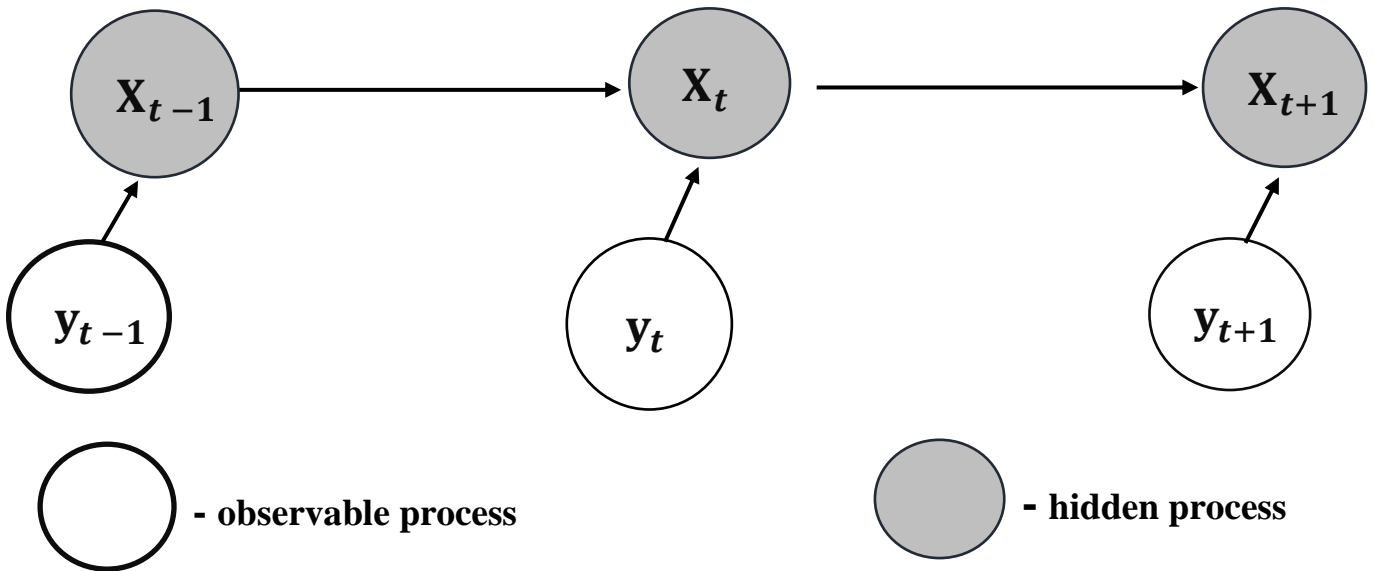 X_{t−1}
X_t
X_{t+1}
y_{t−1}
y_t
y_{t+1}
- observable process
- hidden process